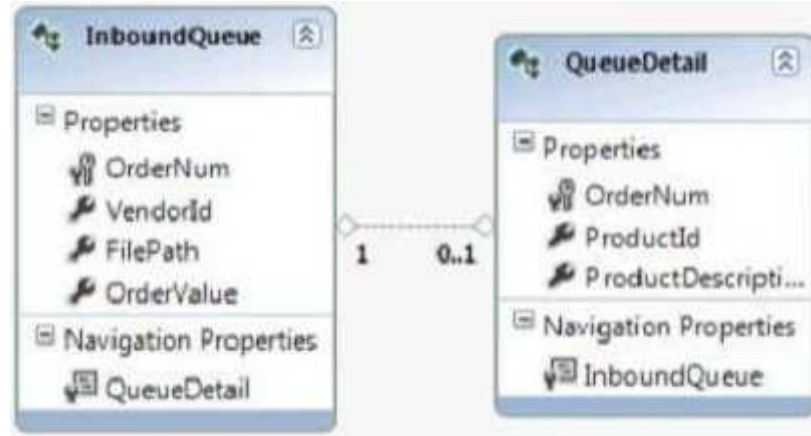 InboundQueue
Properties
OrderNum
VendorId
FilePath
OrderValue
Navigation Properties
QueueDetail
1 0..1
QueueDetail
Properties
OrderNum
ProductId
ProductDescripti...
Navigation Properties
InboundQueue